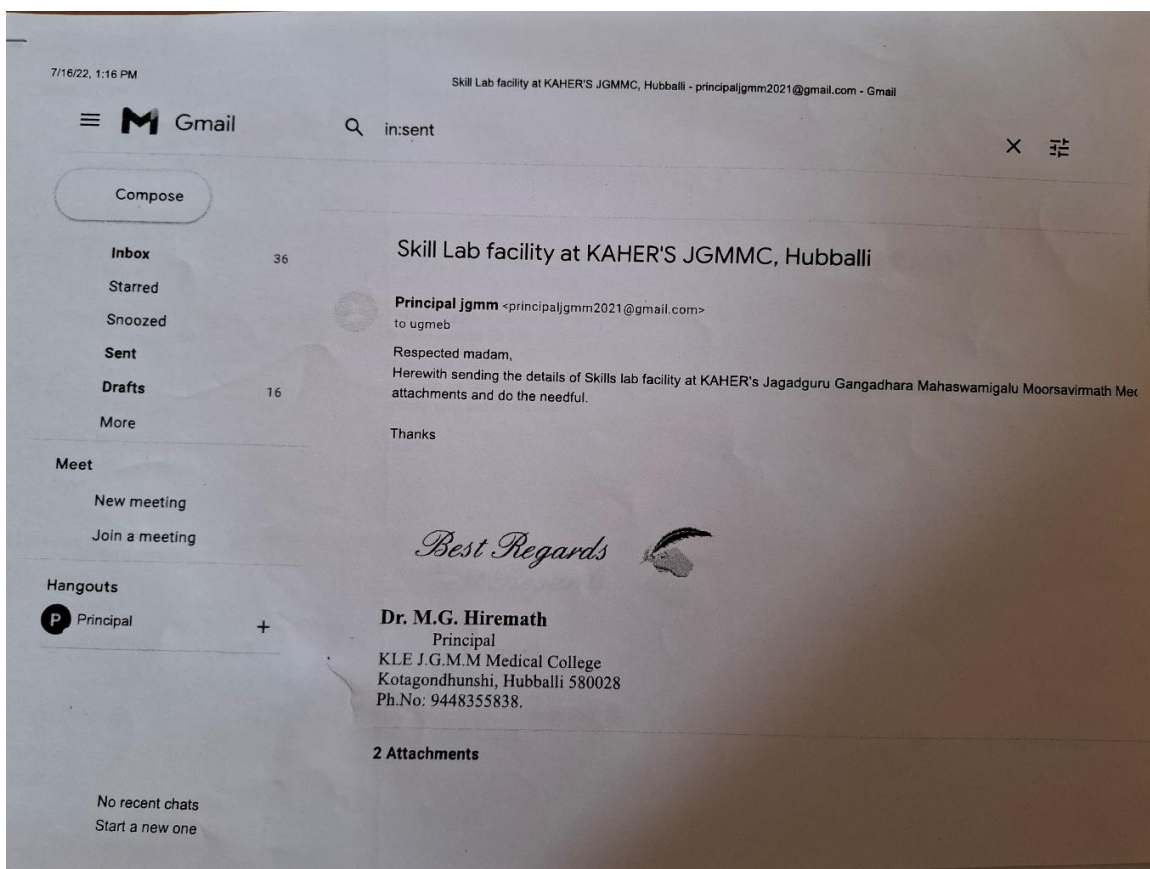 7/16/22, 1:16 PM
Skill Lab facility at KAHER'S JGMMC, Hubballi - principaljgmm2021@gmail.com - Gmail
Gmail
in:sent
Compose
Inbox 36
Starred
Snoozed
Sent
Drafts 16
More
Meet
New meeting
Join a meeting
Hangouts
P Principal +
No recent chats
Start a new one
Skill Lab facility at KAHER'S JGMMC, Hubballi
Principal jgmm <principaljgmm2021@gmail.com>
to ugmeb
Respected madam,
Herewith sending the details of Skills lab facility at KAHER's Jagadguru Gangadhara Mahaswamigalu Moorsavirmath Mec
attachments and do the needful.
Thanks
Best Regards
Dr. M.G. Hiremath
Principal
KLE J.G.M.M Medical College
Kotagondhunshi, Hubballi 580028
Ph.No: 9448355838.
2 Attachments